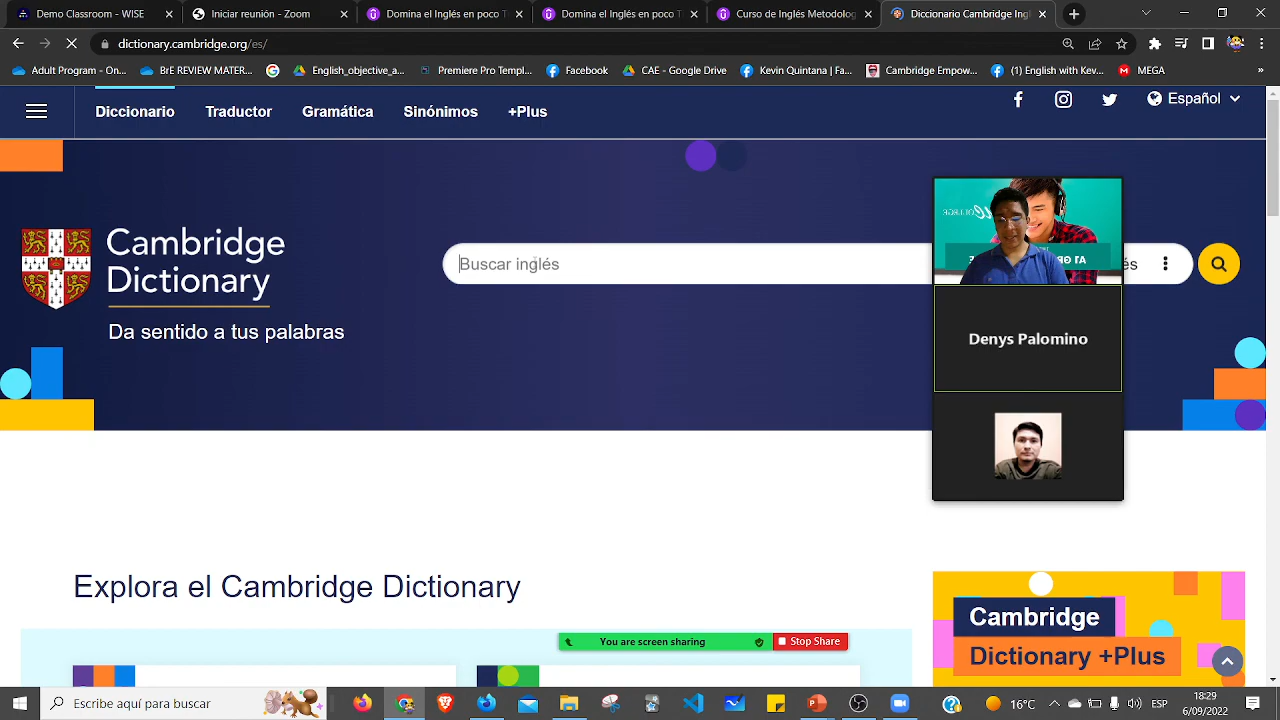 Demo Classroom - WISE
Iniciar reunión - Zoom
Domina el Inglés en poco T
Domina el Inglés en poco T
Curso de Inglés Metodolog
Diccionario Cambridge Ingl
dictionary.cambridge.org/es/
Adult Program - On...
BrE REVIEW MATER...
English_objective_a...
Premiere Pro Templ...
Facebook
CAE - Google Drive
Kevin Quintana | Fa...
Cambridge Empow...
(1) English with Kev...
MEGA
»
Diccionario
Traductor
Gramática
Sinónimos
+Plus
Español
Cambridge
Dictionary
Da sentido a tus palabras
Buscar inglés
és
COLLEGE
Denys Palomino
Explora el Cambridge Dictionary
You are screen sharing
Stop Share
Cambridge
Dictionary +Plus
Escribe aquí para buscar
16°C
ESP
18:29
6/09/2022